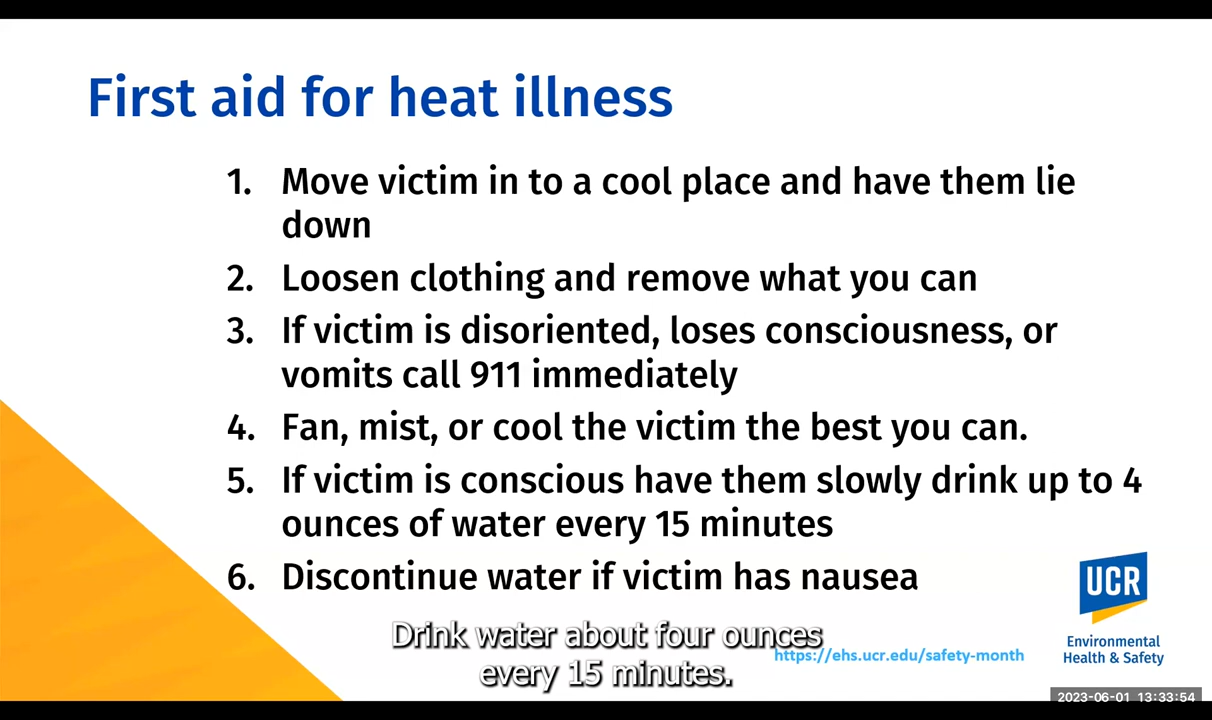 First aid for heat illness
1. Move victim in to a cool place and have them lie
down
2. Loosen clothing and remove what you can
3. If victim is disoriented, loses consciousness, or
vomits call 911 immediately
4. Fan, mist, or cool the victim the best you can.
5. If victim is conscious have them slowly drink up to 4
ounces of water every 15 minutes
6. Discontinue water if victim has nausea
UCR
Environmental
Health & Safety
Drink water about four ounces
every 15 minutes.
https://ehs.ucr.edu/safety-month
2023-06-01 13:33:54